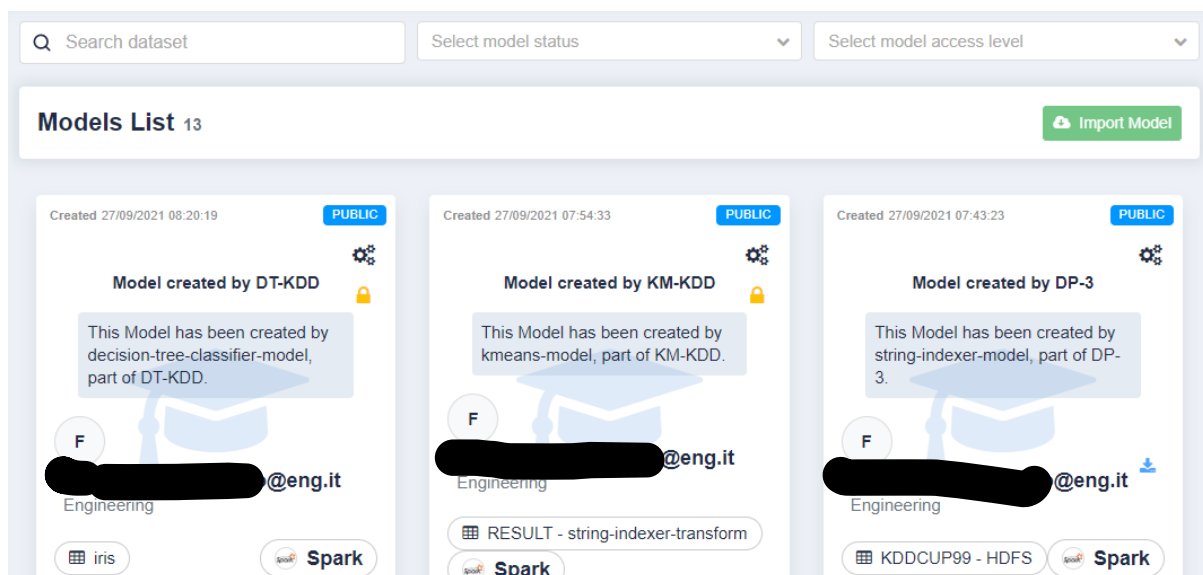 Search dataset
Select model status
Select model access level
Models List 13
Import Model
Created 27/09/2021 08:20:19
PUBLIC
Model created by DT-KDD
This Model has been created by
decision-tree-classifier-model,
part of DT-KDD.
F
@eng.it
Engineering
iris
Spark
Created 27/09/2021 07:54:33
PUBLIC
Model created by KM-KDD
This Model has been created by
kmeans-model, part of KM-KDD.
F
@eng.it
Engineering
RESULT - string-indexer-transform
Spark
Created 27/09/2021 07:43:23
PUBLIC
Model created by DP-3
This Model has been created by
string-indexer-model, part of DP-
3.
F
@eng.it
Engineering
KDDCUP99 - HDFS
Spark